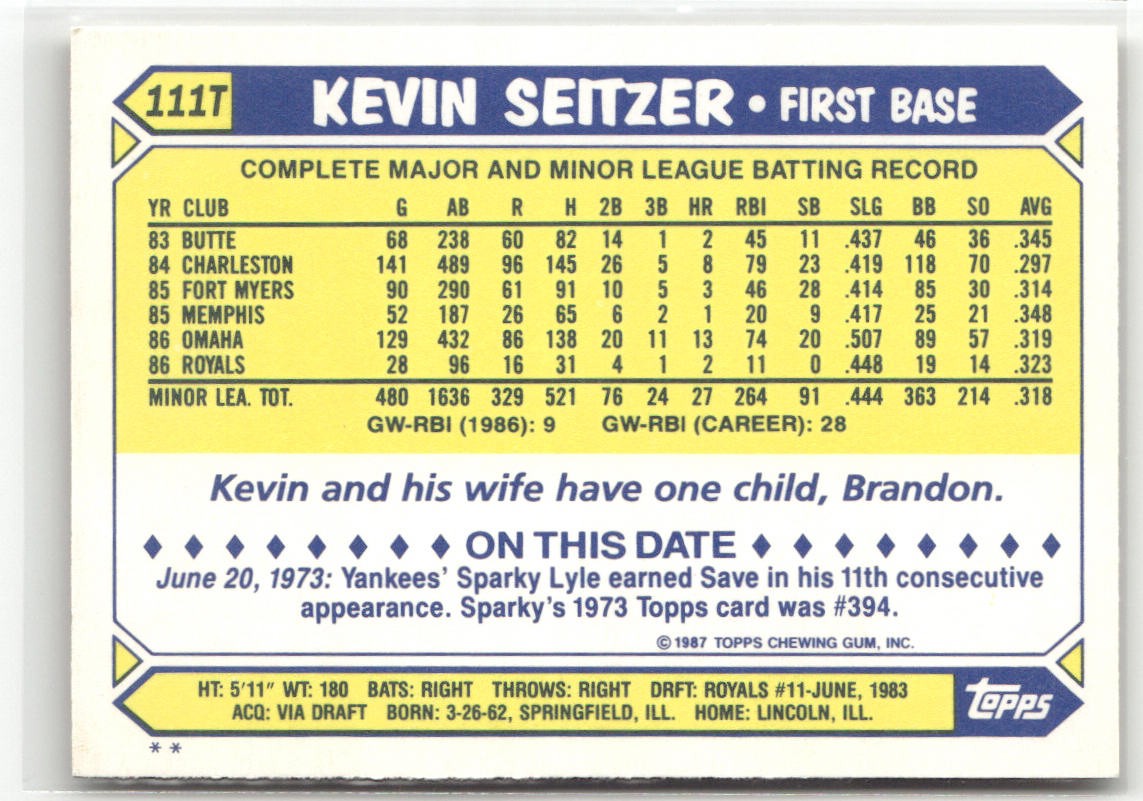 111T KEVIN SEITZER • FIRST BASE
COMPLETE MAJOR AND MINOR LEAGUE BATTING RECORD
YR CLUB G AB R H 2B 3B HR RBI SB SLG BB SO AVG
83 BUTTE 68 238 60 82 14 1 2 45 11 .437 46 36 .345
84 CHARLESTON 141 489 96 145 26 5 8 79 23 .419 118 70 .297
85 FORT MYERS 90 290 61 91 10 5 3 46 28 .414 85 30 .314
85 MEMPHIS 52 187 26 65 6 2 1 20 9 .417 25 21 .348
86 OMAHA 129 432 86 138 20 11 13 74 20 .507 89 57 .319
86 ROYALS 28 96 16 31 4 1 2 11 0 .448 19 14 .323
MINOR LEA. TOT. 480 1636 329 521 76 24 27 264 91 .444 363 214 .318
GW-RBI (1986): 9 GW-RBI (CAREER): 28
Kevin and his wife have one child, Brandon.
ON THIS DATE
June 20, 1973: Yankees' Sparky Lyle earned Save in his 11th consecutive
appearance. Sparky's 1973 Topps card was #394.
© 1987 TOPPS CHEWING GUM, INC.
HT: 5'11" WT: 180 BATS: RIGHT THROWS: RIGHT DRFT: ROYALS #11-JUNE, 1983
ACQ: VIA DRAFT BORN: 3-26-62, SPRINGFIELD, ILL. HOME: LINCOLN, ILL.
topps
* *